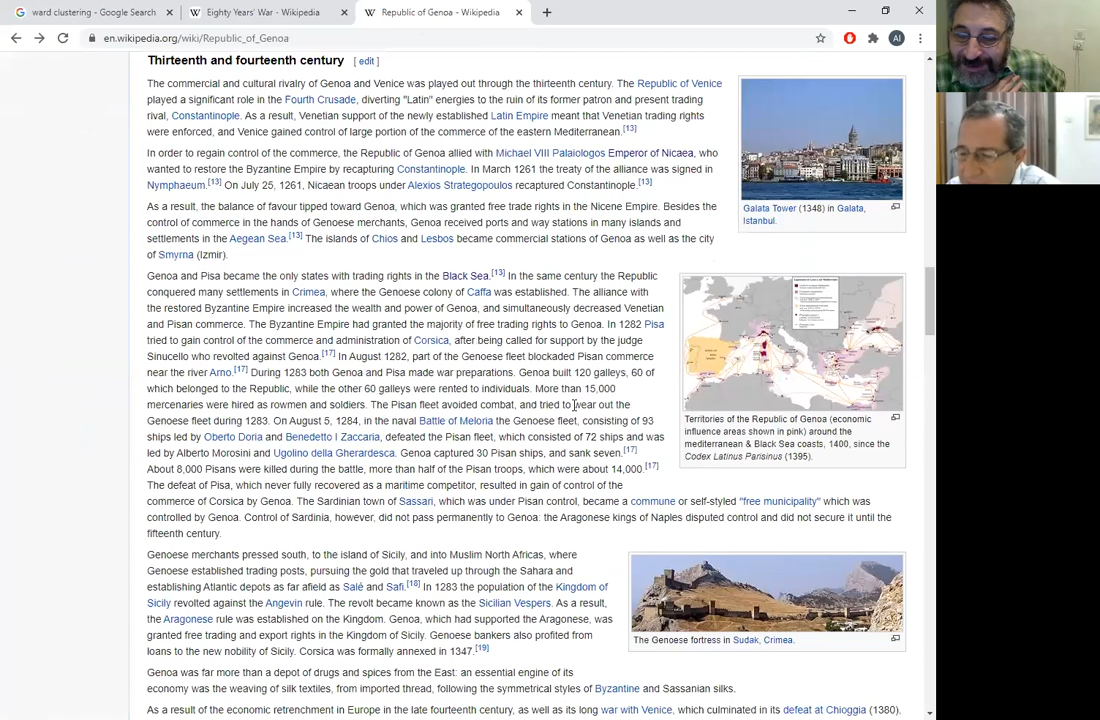 ward clustering - Google Search
Eighty Years' War - Wikipedia
Republic of Genoa - Wikipedia
en.wikipedia.org/wiki/Republic_of_Genoa
AI
Thirteenth and fourteenth century [ edit ]
The commercial and cultural rivalry of Genoa and Venice was played out through the thirteenth century. The Republic of Venice
played a significant role in the Fourth Crusade, diverting "Latin" energies to the ruin of its former patron and present trading
rival, Constantinople. As a result, Venetian support of the newly established Latin Empire meant that Venetian trading rights
were enforced, and Venice gained control of large portion of the commerce of the eastern Mediterranean.[13]
In order to regain control of the commerce, the Republic of Genoa allied with Michael VIII Palaiologos Emperor of Nicaea, who
wanted to restore the Byzantine Empire by recapturing Constantinople. In March 1261 the treaty of the alliance was signed in
Nymphaeum.[13] On July 25, 1261, Nicaean troops under Alexios Strategopoulos recaptured Constantinople.[13]
As a result, the balance of favour tipped toward Genoa, which was granted free trade rights in the Nicene Empire. Besides the
control of commerce in the hands of Genoese merchants, Genoa received ports and way stations in many islands and
settlements in the Aegean Sea.[13] The islands of Chios and Lesbos became commercial stations of Genoa as well as the city
of Smyrna (Izmir).
Galata Tower (1348) in Galata,
Istanbul.
Genoa and Pisa became the only states with trading rights in the Black Sea.[13] In the same century the Republic
conquered many settlements in Crimea, where the Genoese colony of Caffa was established. The alliance with
the restored Byzantine Empire increased the wealth and power of Genoa, and simultaneously decreased Venetian
and Pisan commerce. The Byzantine Empire had granted the majority of free trading rights to Genoa. In 1282 Pisa
tried to gain control of the commerce and administration of Corsica, after being called for support by the judge
Sinucello who revolted against Genoa.[17] In August 1282, part of the Genoese fleet blockaded Pisan commerce
near the river Arno.[17] During 1283 both Genoa and Pisa made war preparations. Genoa built 120 galleys, 60 of
which belonged to the Republic, while the other 60 galleys were rented to individuals. More than 15,000
mercenaries were hired as rowmen and soldiers. The Pisan fleet avoided combat, and tried to wear out the
Genoese fleet during 1283. On August 5, 1284, in the naval Battle of Meloria the Genoese fleet, consisting of 93
ships led by Oberto Doria and Benedetto I Zaccaria, defeated the Pisan fleet, which consisted of 72 ships and was
led by Alberto Morosini and Ugolino della Gherardesca. Genoa captured 30 Pisan ships, and sank seven.[17]
About 8,000 Pisans were killed during the battle, more than half of the Pisan troops, which were about 14,000.[17]
The defeat of Pisa, which never fully recovered as a maritime competitor, resulted in gain of control of the
commerce of Corsica by Genoa. The Sardinian town of Sassari, which was under Pisan control, became a commune or self-styled "free municipality" which was
controlled by Genoa. Control of Sardinia, however, did not pass permanently to Genoa: the Aragonese kings of Naples disputed control and did not secure it until the
fifteenth century.
Territories of the Republic of Genoa (economic
influence areas shown in pink) around the
mediterranean & Black Sea coasts, 1400, since the
Codex Latinus Parisinus (1395).
Genoese merchants pressed south, to the island of Sicily, and into Muslim North Africas, where
Genoese established trading posts, pursuing the gold that traveled up through the Sahara and
establishing Atlantic depots as far afield as Salé and Safi.[18] In 1283 the population of the Kingdom of
Sicily revolted against the Angevin rule. The revolt became known as the Sicilian Vespers. As a result,
the Aragonese rule was established on the Kingdom. Genoa, which had supported the Aragonese, was
granted free trading and export rights in the Kingdom of Sicily. Genoese bankers also profited from
loans to the new nobility of Sicily. Corsica was formally annexed in 1347.[19]
The Genoese fortress in Sudak, Crimea.
Genoa was far more than a depot of drugs and spices from the East: an essential engine of its
economy was the weaving of silk textiles, from imported thread, following the symmetrical styles of Byzantine and Sassanian silks.
As a result of the economic retrenchment in Europe in the late fourteenth century, as well as its long war with Venice, which culminated in its defeat at Chioggia (1380).